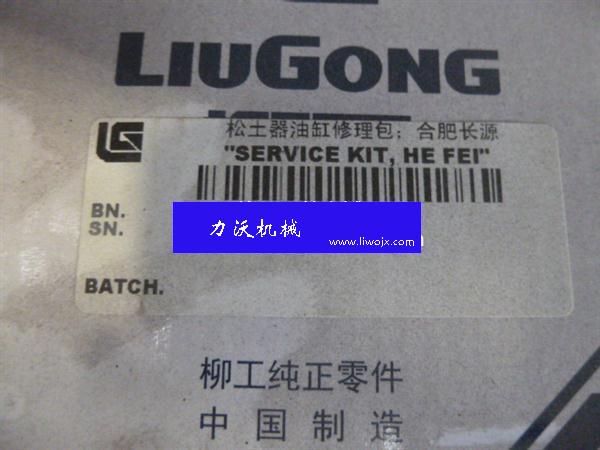 LIUGONG
LG
松土器油缸修理包；合肥长源
"SERVICE KIT, HE FEI"
BN.
SN.
力沃机械
www.liwojx.com
BATCH.
柳工纯正零件
中国制造